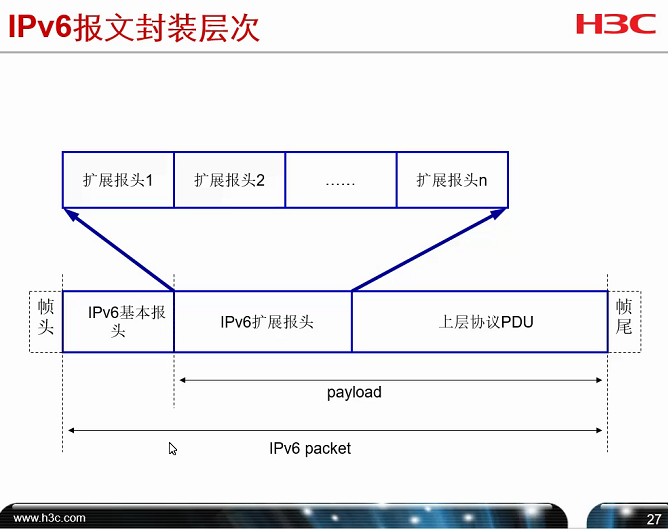 IPv6报文封装层次
H3C
扩展报头1
扩展报头2
……
扩展报头n
帧
头
IPv6基本报
头
IPv6扩展报头
上层协议PDU
帧
尾
payload
IPv6 packet
www.h3c.com
27